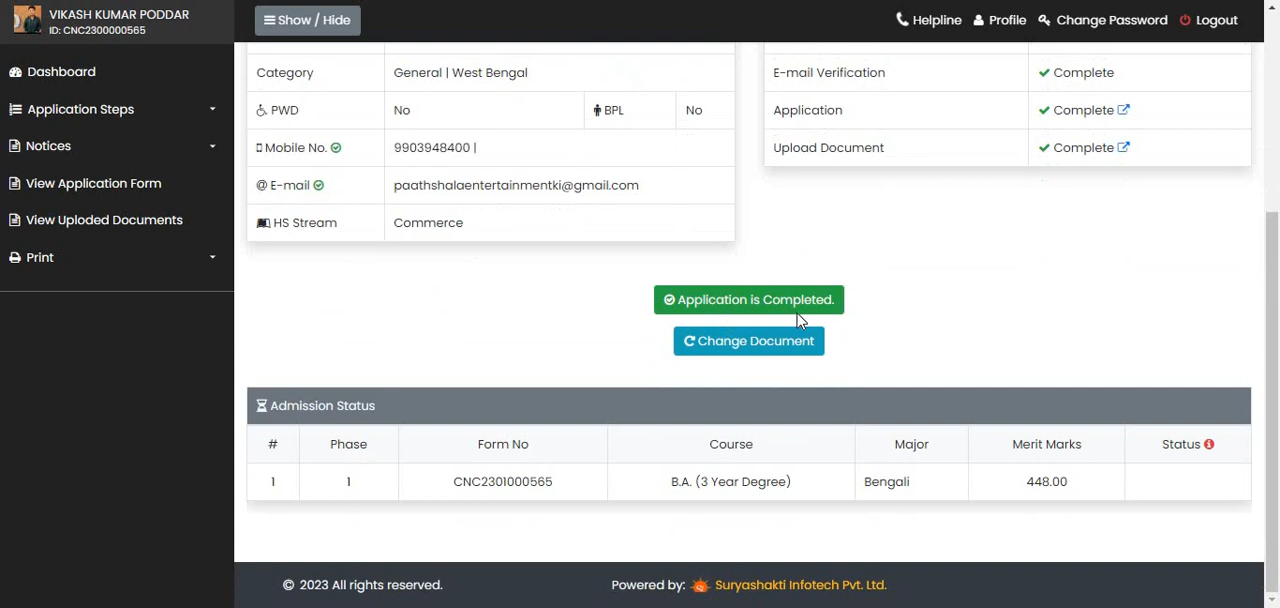 VIKASH KUMAR PODDAR
ID: CNC2300000565
Show / Hide
Helpline
Profile
Change Password
Logout
Dashboard
Application Steps
Notices
View Application Form
View Uploded Documents
Print
Category General | West Bengal
PWD No BPL No
Mobile No. 9903948400 |
@ E-mail paathshalaentertainmentki@gmail.com
HS Stream Commerce
E-mail Verification Complete
Application Complete
Upload Document Complete
Application is Completed.
Change Document
Admission Status
# Phase Form No Course Major Merit Marks Status
1 1 CNC2301000565 B.A. (3 Year Degree) Bengali 448.00
© 2023 All rights reserved.
Powered by: Suryashakti Infotech Pvt. Ltd.